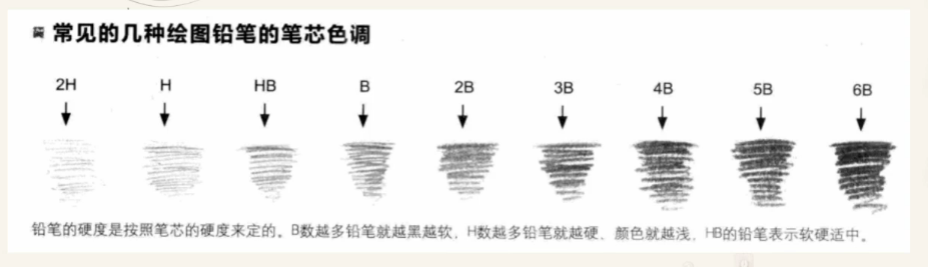 常见的几种绘图铅笔的笔芯色调
2H H HB B 2B 3B 4B 5B 6B
铅笔的硬度是按照笔芯的硬度来定的。B数越多铅笔就越黑越软，H数越多铅笔就越硬、颜色就越浅，HB的铅笔表示软硬适中。